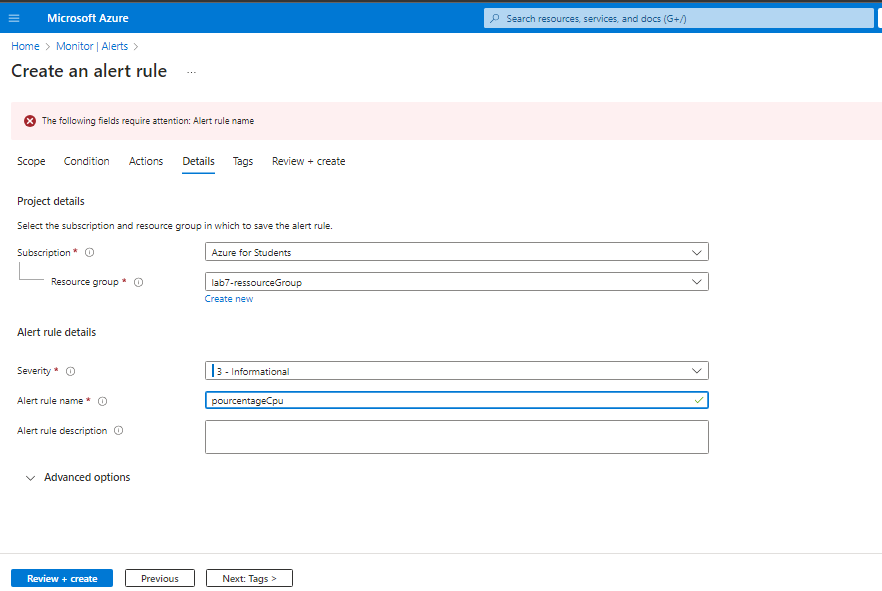 Microsoft Azure
Search resources, services, and docs (G+/)
Home > Monitor | Alerts >
Create an alert rule ...
The following fields require attention: Alert rule name
Scope Condition Actions Details Tags Review + create
Project details
Select the subscription and resource group in which to save the alert rule.
Subscription * Azure for Students
Resource group * lab7-ressourceGroup
Create new
Alert rule details
Severity * 3 - Informational
Alert rule name * pourcentageCpu
Alert rule description
Advanced options
Review + create Previous Next: Tags >